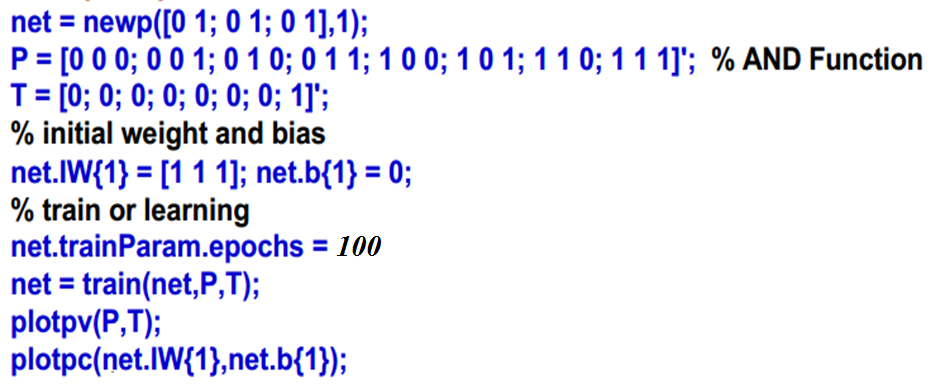 net = newp([0 1; 0 1; 0 1],1);
P = [0 0 0; 0 0 1; 0 1 0; 0 1 1; 1 0 0; 1 0 1; 1 1 0; 1 1 1]'; % AND Function
T = [0; 0; 0; 0; 0; 0; 0; 1]';
% initial weight and bias
net.IW{1} = [1 1 1]; net.b{1} = 0;
% train or learning
net.trainParam.epochs = 100
net = train(net,P,T);
plotpv(P,T);
plotpc(net.IW{1},net.b{1});